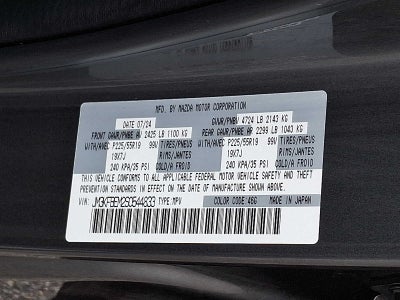 MFD. BY MAZDA MOTOR CORPORATION
DATE 07/24 GVWR/PNBV 4724 LB 2143 KG
FRONT GAWR/PNBE AV 2425 LB 1100 KG REAR GAWR/PNBE AR 2299 LB 1043 KG
WITH/AVEC P225/55R19 99V TIRES/PNEUS WITH/AVEC P225/55R19 99V TIRES/PNEUS
19X7J RIMS/JANTES 19X7J RIMS/JANTES
240 KPA/35 PSI COLD/A FROID 240 KPA/35 PSI COLD/A FROID
THIS VEHICLE CONFORMS TO ALL APPLICABLE FEDERAL MOTOR VEHICLE SAFETY AND THEFT
PREVENTION STANDARDS IN EFFECT ON THE DATE OF MANUFACTURE SHOWN ABOVE.
VIN: JM3KFBEM2S0544833 TYPE:MPV COLOR CODE:46G MADE IN JAPAN